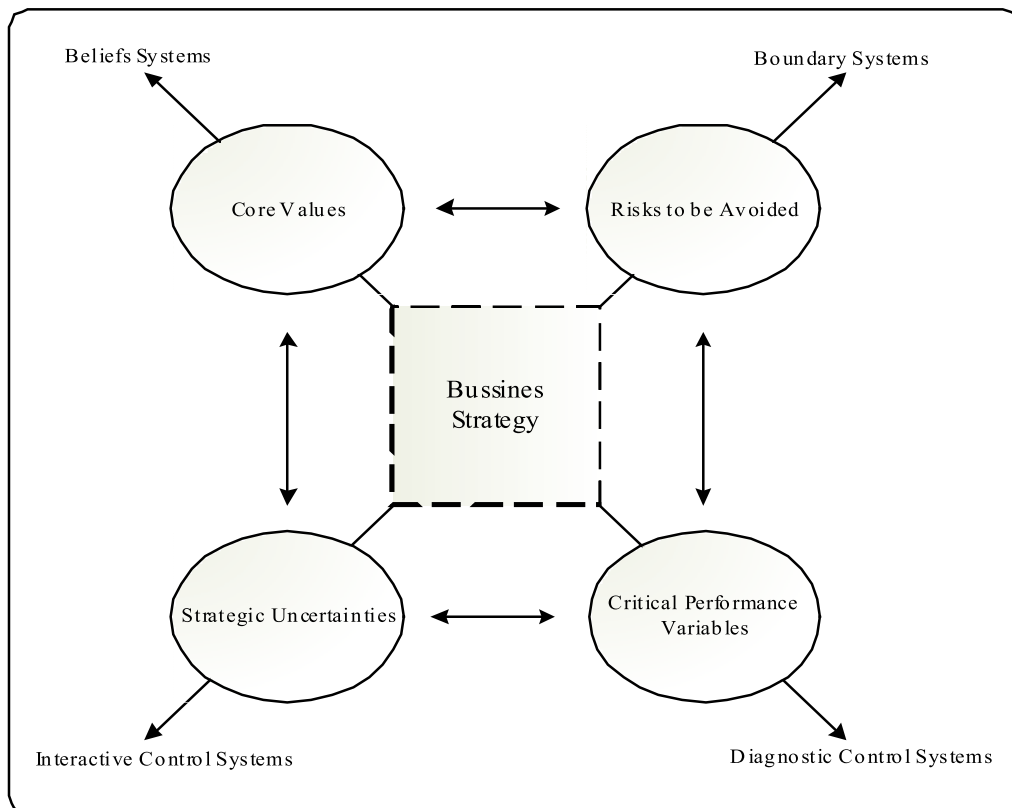 Beliefs Systems
Boundary Systems
Core Values
Risks to be Avoided
Bussines
Strategy
Strategic Uncertainties
Critical Performance
Variables
Interactive Control Systems
Diagnostic Control Systems